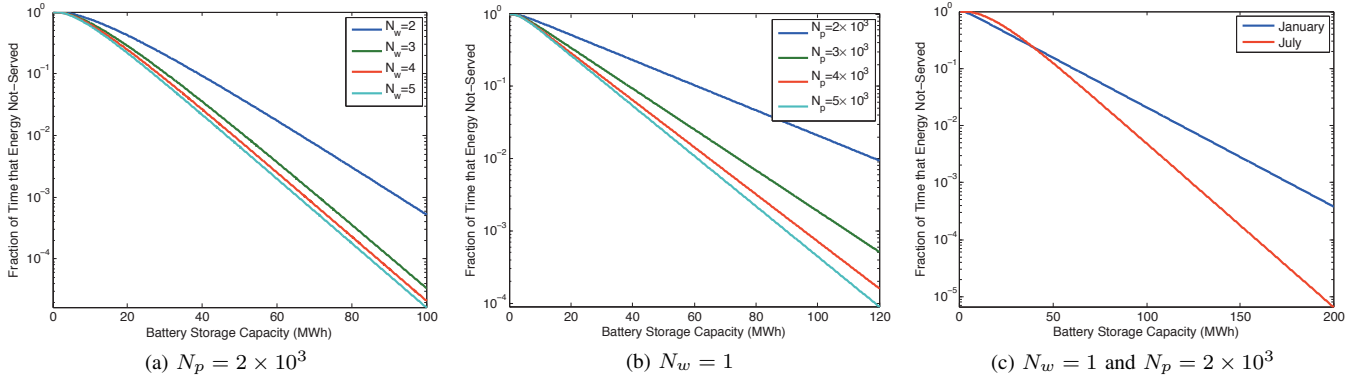 Fraction of Time that Energy Not-Served
10^0
10^-1
10^-2
10^-3
10^-4
0
20
40
60
80
100
Battery Storage Capacity (MWh)
N_w=2
N_w=3
N_w=4
N_w=5
(a) N_p = 2 × 10^3
Fraction of Time that Energy Not-Served
10^0
10^-1
10^-2
10^-3
10^-4
0
20
40
60
80
100
120
Battery Storage Capacity (MWh)
N_p=2× 10^3
N_p=3× 10^3
N_p=4× 10^3
N_p=5× 10^3
(b) N_w = 1
Fraction of Time that Energy Not-Served
10^0
10^-1
10^-2
10^-3
10^-4
10^-5
0
50
100
150
200
Battery Storage Capacity (MWh)
January
July
(c) N_w = 1 and N_p = 2 × 10^3